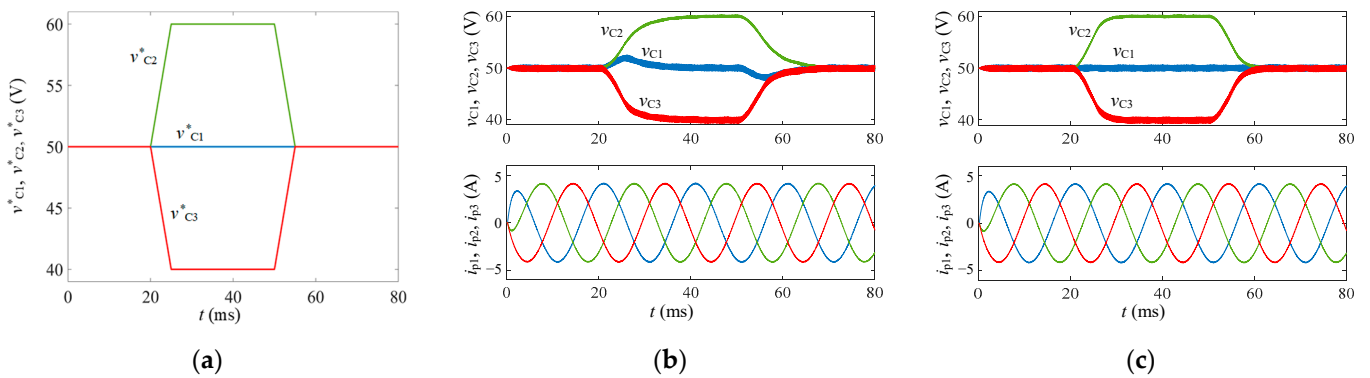 v*C1, v*C2, v*C3 (V)
60
55
50
45
40
v*C2
v*C1
v*C3
0 20 40 60 80
t (ms)
(a)
vC1, vC2, vC3 (V)
60
50
40
vC2
vC1
vC3
0 20 40 60 80
ip1, ip2, ip3 (A)
5
0
−5
0 20 40 60 80
t (ms)
(b)
vC1, vC2, vC3 (V)
60
50
40
vC2
vC1
vC3
0 20 40 60 80
ip1, ip2, ip3 (A)
5
0
−5
0 20 40 60 80
t (ms)
(c)